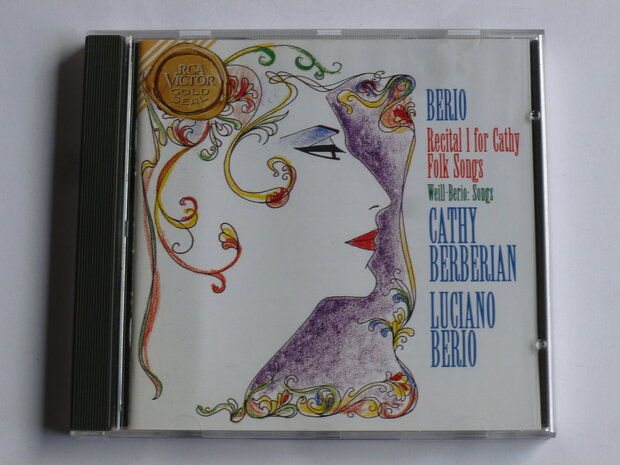 RCA
VICTOR
GOLD
SEAL
BERIO
Recital I for Cathy
Folk Songs
Weill-Berio: Songs
CATHY
BERBERIAN
LUCIANO
BERIO